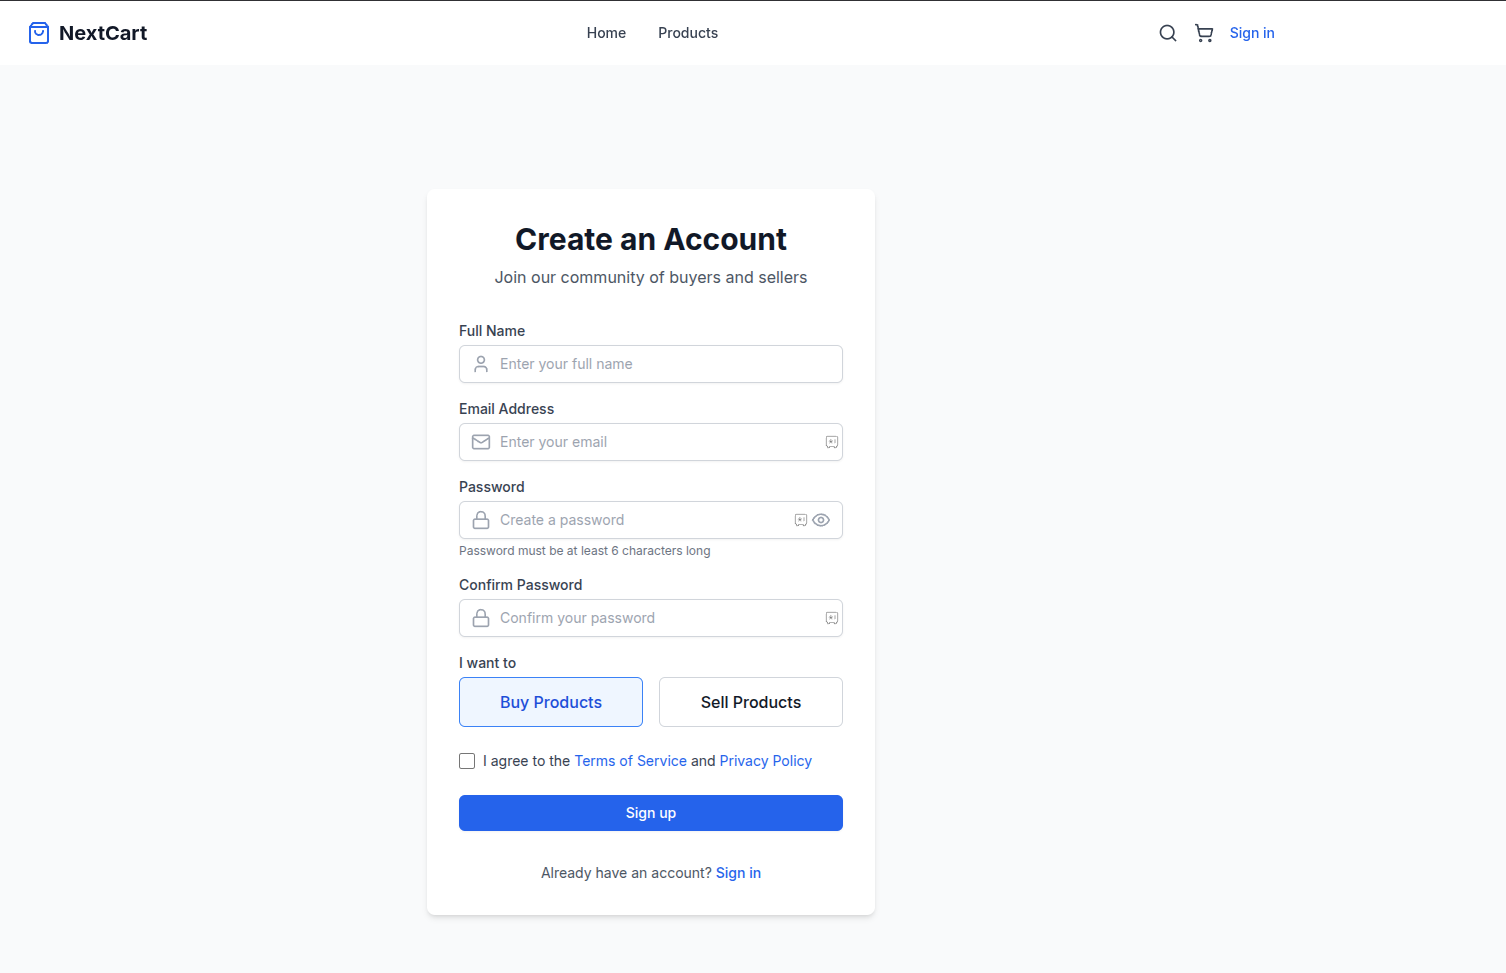 NextCart
Home Products
Sign in
Create an Account
Join our community of buyers and sellers
Full Name
Enter your full name
Email Address
Enter your email
Password
Create a password
Password must be at least 6 characters long
Confirm Password
Confirm your password
I want to
Buy Products Sell Products
I agree to the Terms of Service and Privacy Policy
Sign up
Already have an account? Sign in